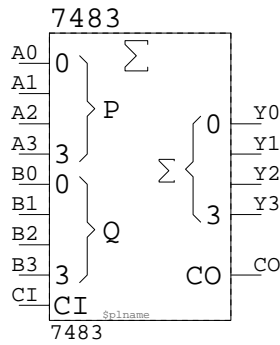 7483
Σ
A0 0
A1
A2 P
A3 3
B0 0
B1
B2 Q
B3 3
CI CI
0 Y0
Y1
Σ Y2
3 Y3
CO CO
$plname
7483